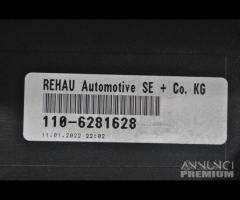 REHAU Automotive SE + Co. KG
110-6281628
11.01.2022 22:02
ANNUNCI
PREMIUM